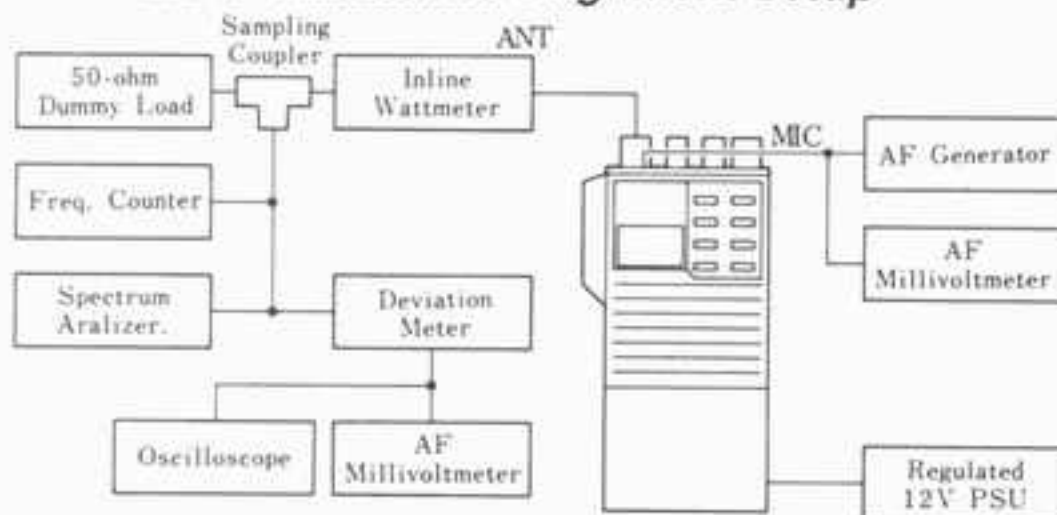 Sampling
Coupler
ANT
50-ohm
Dummy Load
Inline
Wattmeter
MIC
AF Generator
Freq. Counter
AF
Millivoltmeter
Spectrum
Aralizer.
Deviation
Meter
Oscilloscope
AF
Millivoltmeter
Regulated
12V PSU